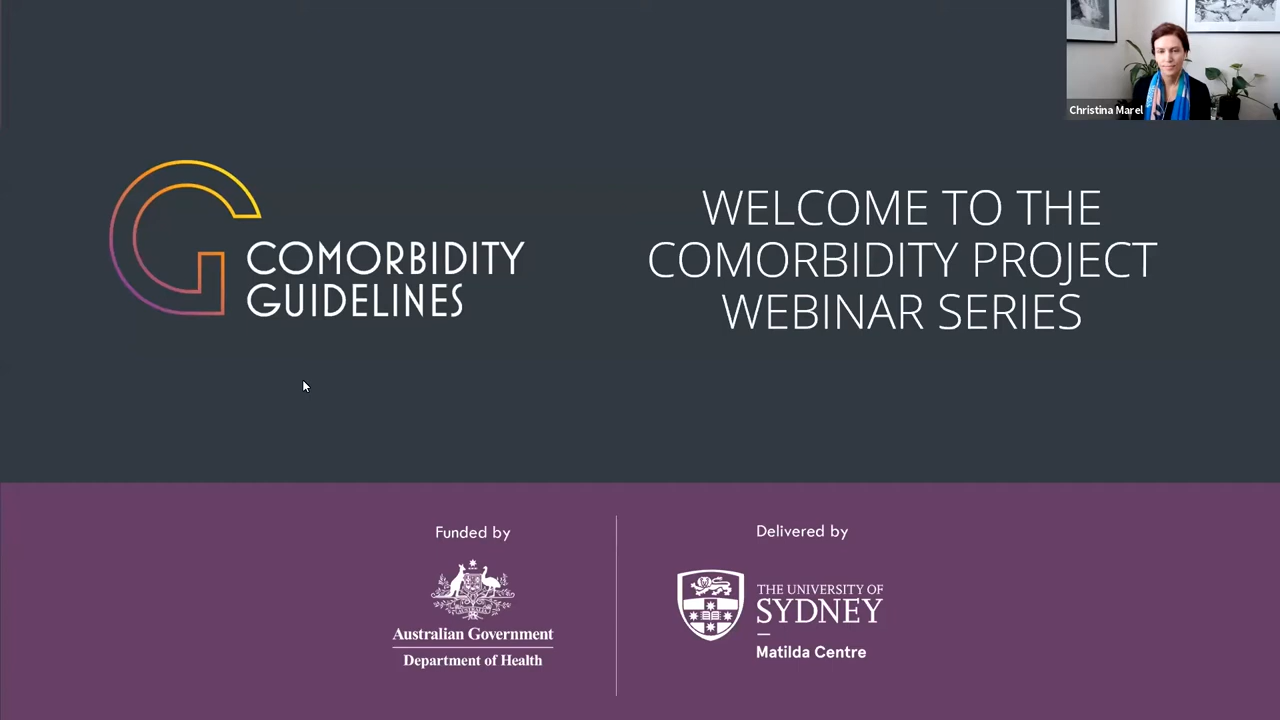 Christina Marel
COMORBIDITY
GUIDELINES
WELCOME TO THE
COMORBIDITY PROJECT
WEBINAR SERIES
Funded by
Australian Government
Department of Health
Delivered by
THE UNIVERSITY OF
SYDNEY
Matilda Centre